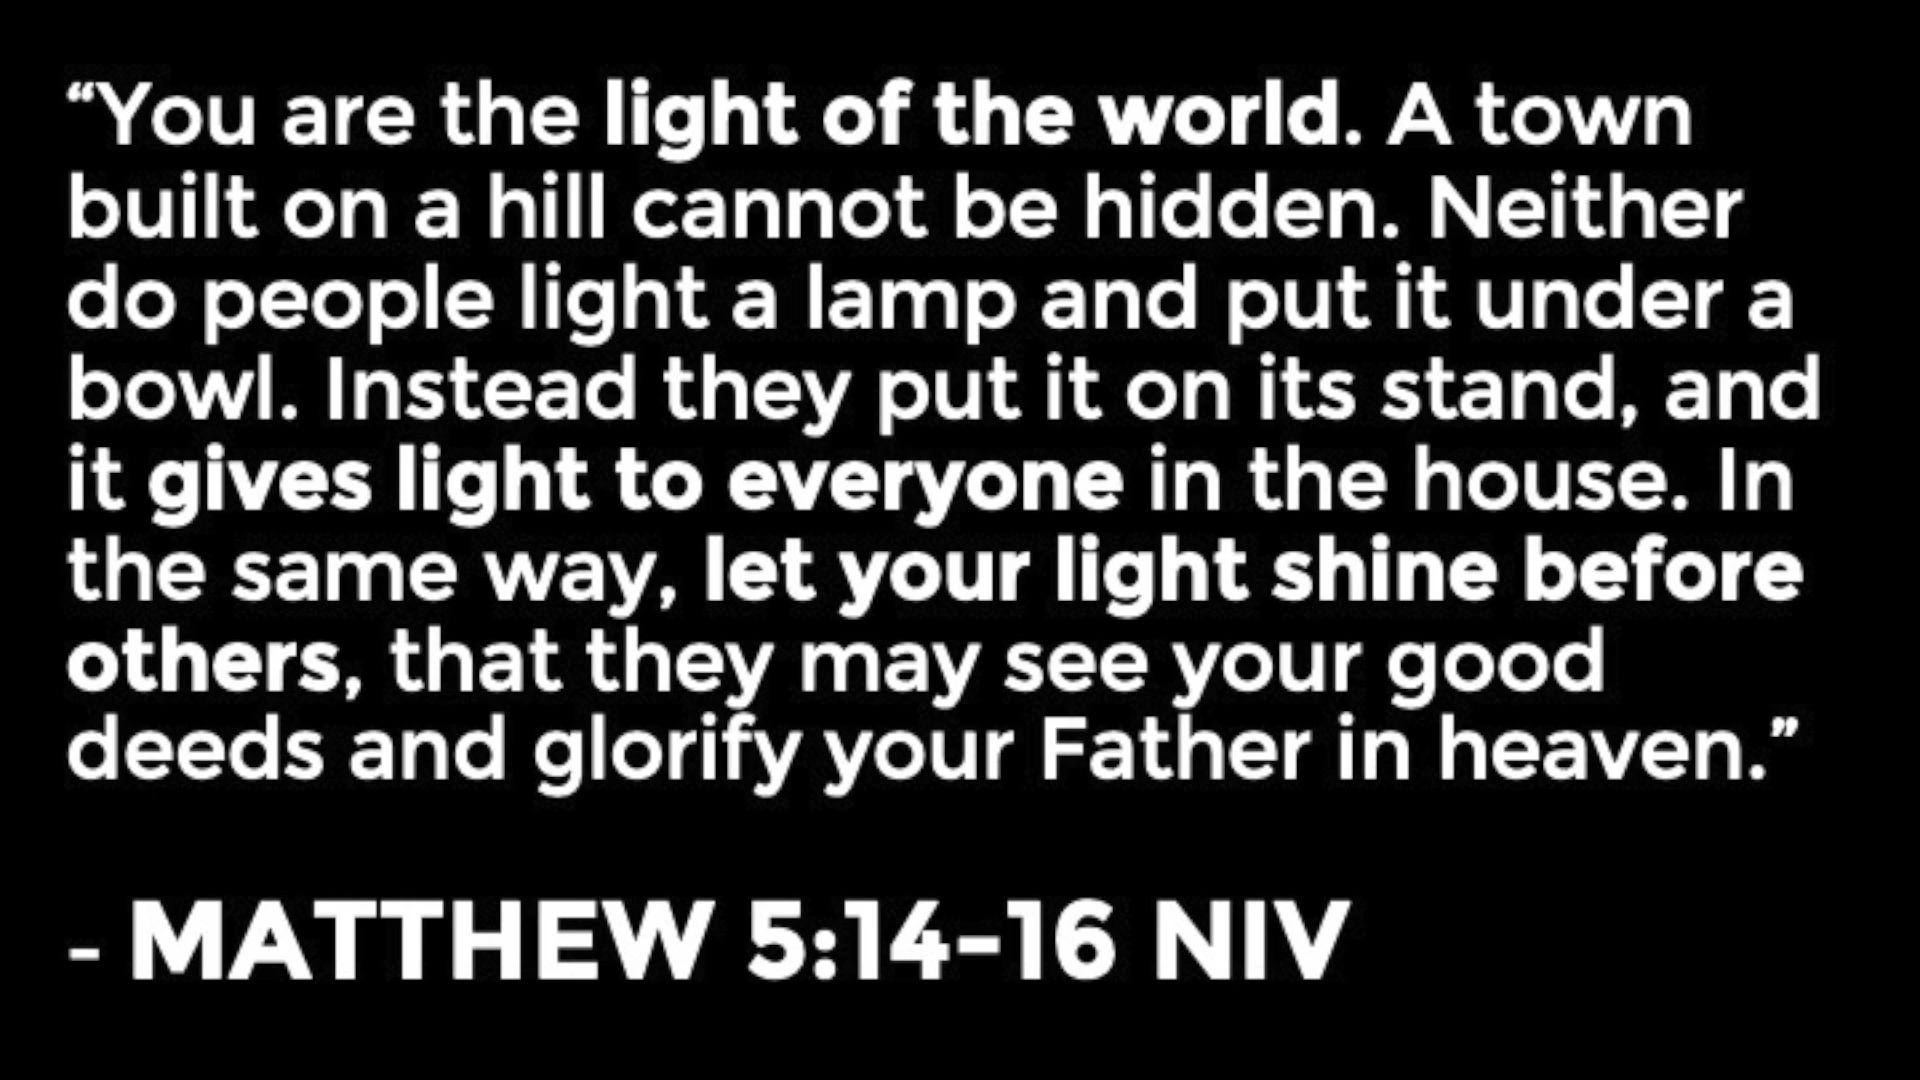 “You are the light of the world. A town
built on a hill cannot be hidden. Neither
do people light a lamp and put it under a
bowl. Instead they put it on its stand, and
it gives light to everyone in the house. In
the same way, let your light shine before
others, that they may see your good
deeds and glorify your Father in heaven.”
- MATTHEW 5:14-16 NIV